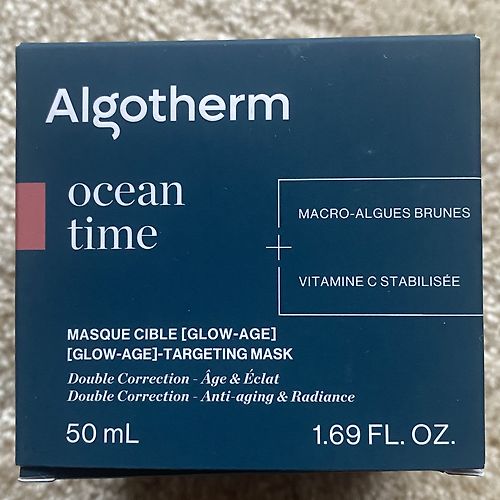 Algotherm
ocean
time
MACRO-ALGUES BRUNES
+
VITAMINE C STABILISÉE
MASQUE CIBLE [GLOW-AGE]
[GLOW-AGE]-TARGETING MASK
Double Correction - Âge & Éclat
Double Correction - Anti-aging & Radiance
50 mL 1.69 FL. OZ.